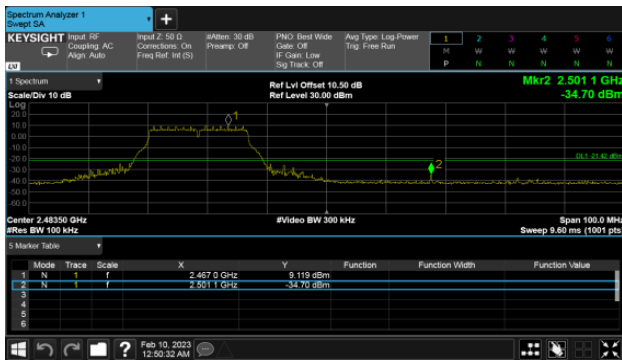 Spectrum Analyzer 1
Swept SA
KEYSIGHT Input: RF Input Z: 50 Ω #Atten: 30 dB PNO: Best Wide Avg Type: Log-Power 1 2 3 4 5 6
Coupling: AC Corrections: On Preamp: Off Gate: Off Trig: Free Run M W W W W W
Align: Auto Freq Ref: Int (S) IF Gain: Low
LXI Sig Track: Off P N N N N N
1 Spectrum Ref Lvl Offset 10.50 dB Mkr2 2.501 1 GHz
Scale/Div 10 dB Ref Level 30.00 dBm -34.70 dBm
Log
20.0
10.0 1
0.00
-10.0
-20.0 DL1 -21.42 dBm
-30.0 2
-40.0
-50.0
-60.0
Center 2.48350 GHz #Video BW 300 kHz Span 100.0 MHz
#Res BW 100 kHz Sweep 9.60 ms (1001 pts)
5 Marker Table
Mode Trace Scale X Y Function Function Width Function Value
1 N 1 f 2.467 0 GHz 9.119 dBm
2 N 1 f 2.501 1 GHz -34.70 dBm
3
4
5
6
? Feb 10, 2023
12:50:32 AM